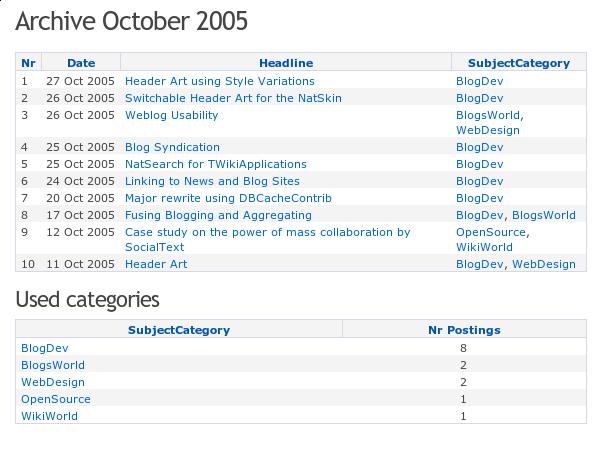 Archive October 2005
Nr Date Headline SubjectCategory
1 27 Oct 2005 Header Art using Style Variations BlogDev
2 26 Oct 2005 Switchable Header Art for the NatSkin BlogDev
3 26 Oct 2005 Weblog Usability BlogsWorld,
WebDesign
4 25 Oct 2005 Blog Syndication BlogDev
5 25 Oct 2005 NatSearch for TWikiApplications BlogDev
6 24 Oct 2005 Linking to News and Blog Sites BlogDev
7 20 Oct 2005 Major rewrite using DBCacheContrib BlogDev
8 17 Oct 2005 Fusing Blogging and Aggregating BlogDev, BlogsWorld
9 12 Oct 2005 Case study on the power of mass collaboration by OpenSource,
SocialText WikiWorld
10 11 Oct 2005 Header Art BlogDev, WebDesign
Used categories
SubjectCategory Nr Postings
BlogDev 8
BlogsWorld 2
WebDesign 2
OpenSource 1
WikiWorld 1